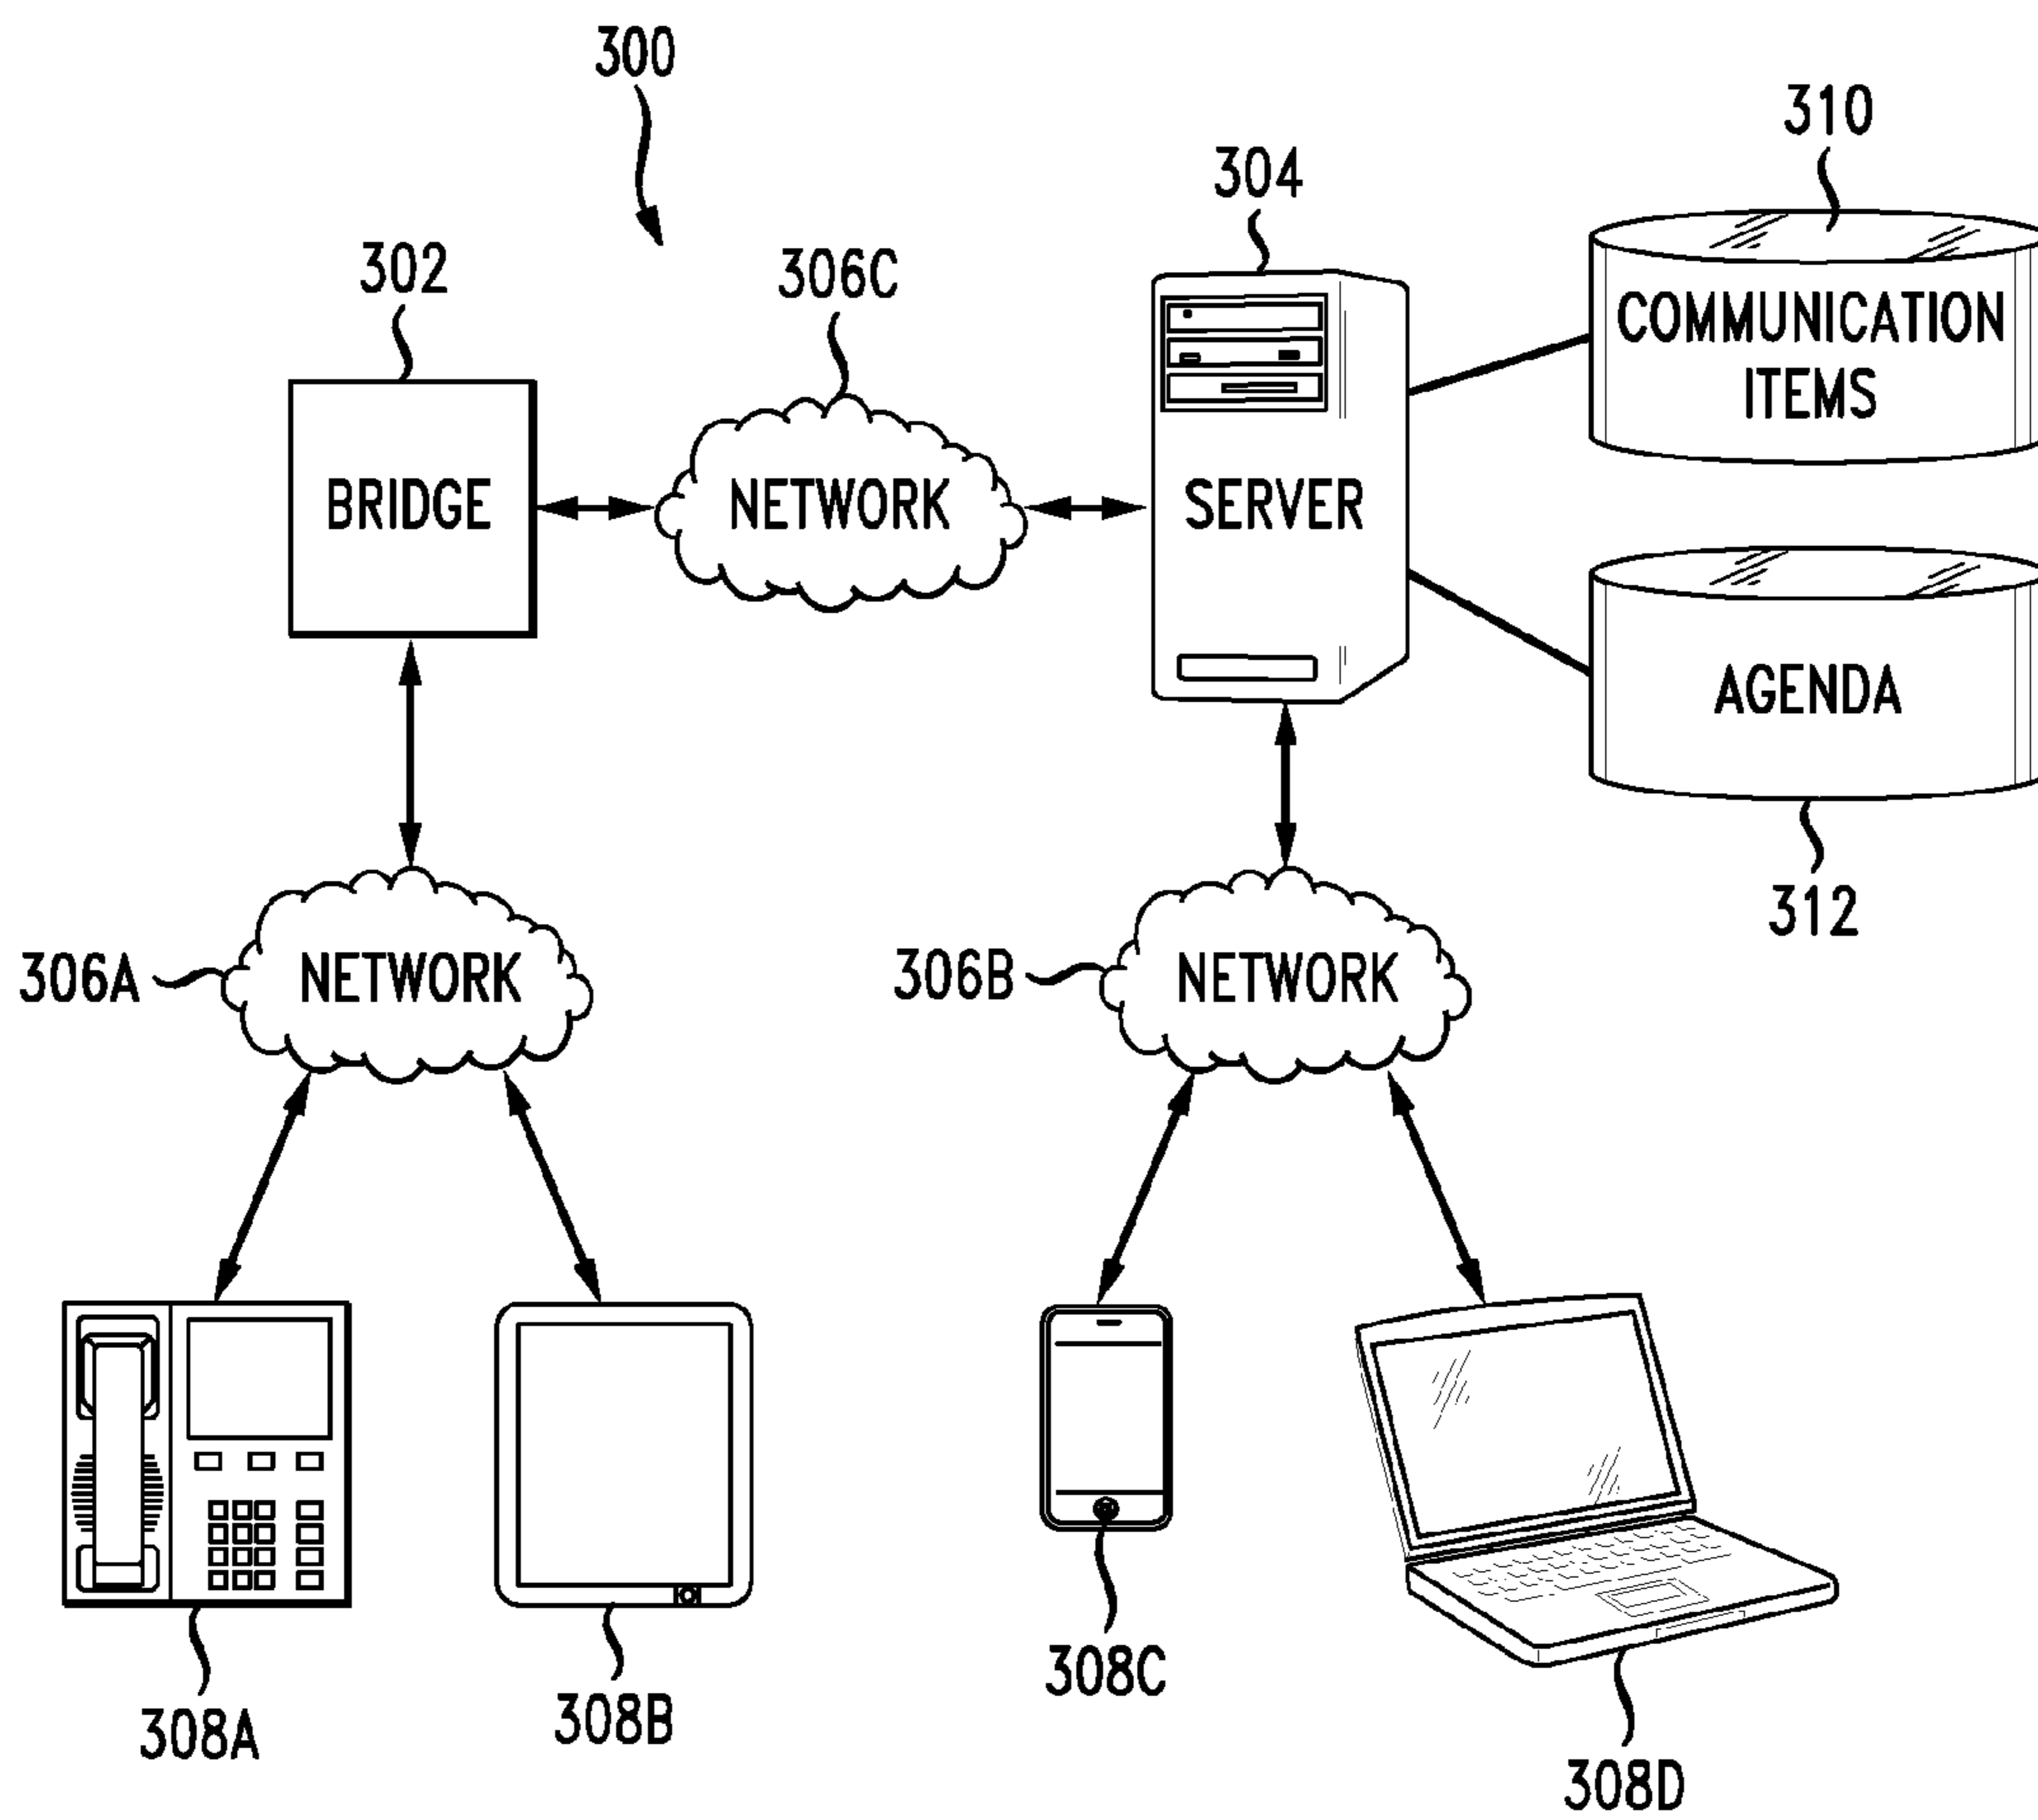 300
310
304
302
306C
COMMUNICATION
ITEMS
BRIDGE
NETWORK
SERVER
AGENDA
312
306A
NETWORK
306B
NETWORK
308A
308B
308C
308D